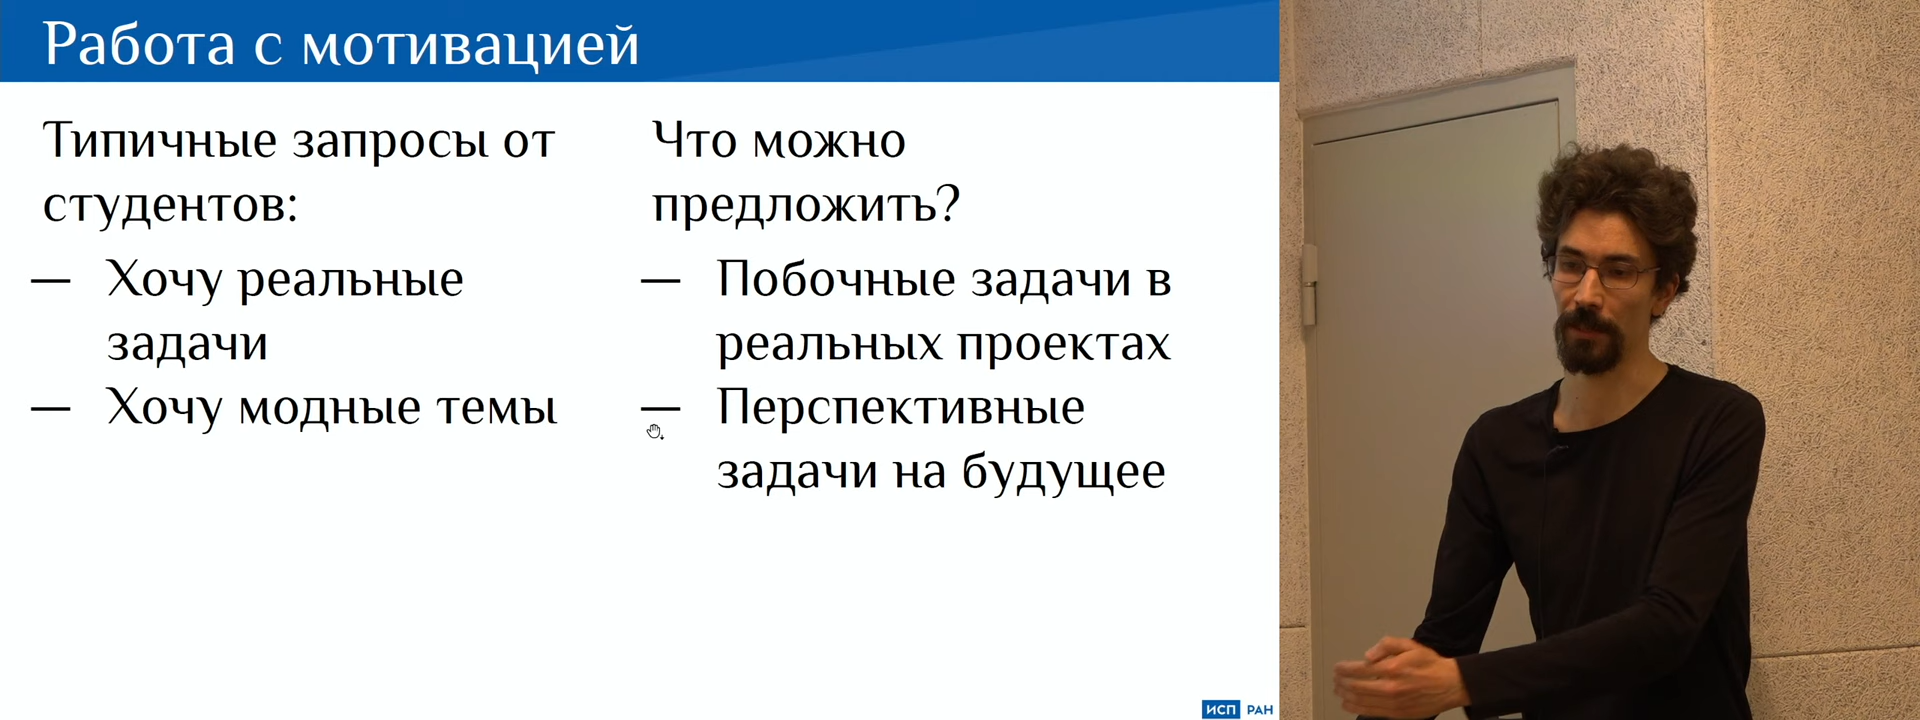 Работа с мотивацией
Типичные запросы от
студентов:
— Хочу реальные
задачи
— Хочу модные темы
Что можно
предложить?
— Побочные задачи в
реальных проектах
— Перспективные
задачи на будущее
ИСП РАН